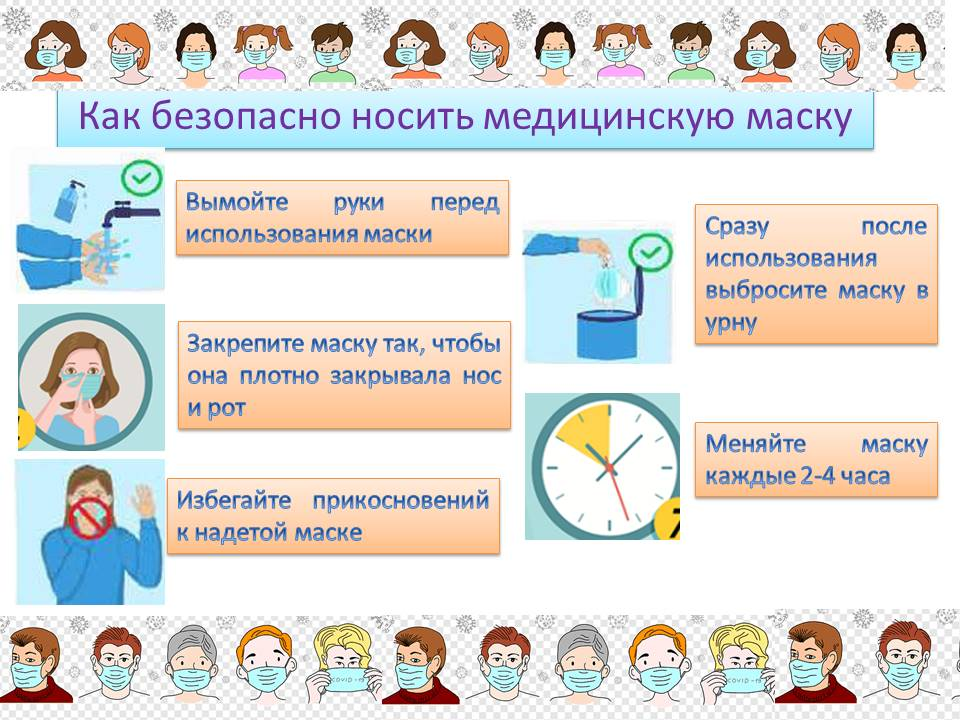 Как безопасно носить медицинскую маску
Вымойте руки перед
использования маски
Закрепите маску так, чтобы
она плотно закрывала нос
и рот
Избегайте прикосновений
к надетой маске
Сразу после
использования
выбросите маску в
урну
Меняйте маску
каждые 2-4 часа
7